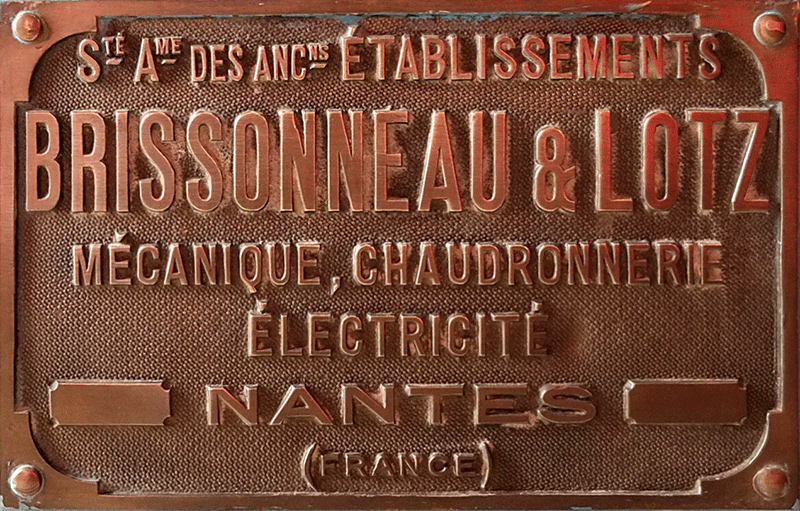 STÉ AME DES ANCNS ÉTABLISSEMENTS
BRISSONNEAU & LOTZ
MÉCANIQUE, CHAUDRONNERIE
ÉLECTRICITÉ
NANTES
(FRANCE)